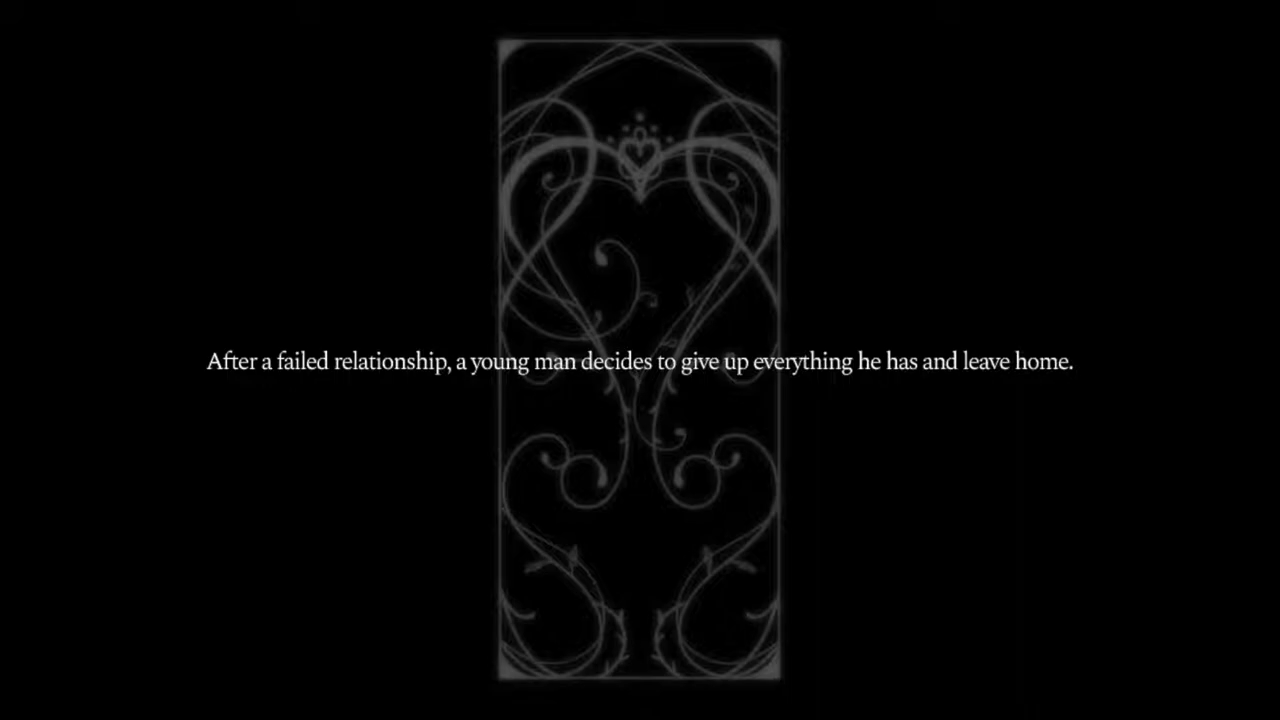 After a failed relationship, a young man decides to give up everything he has and leave home.